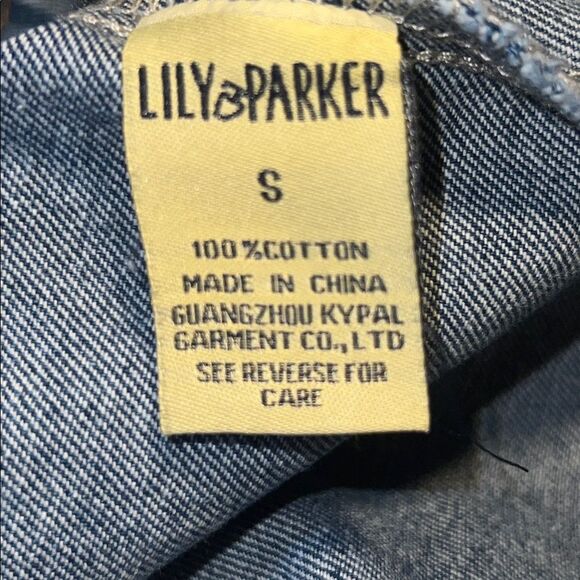 LILY & PARKER
S
100%COTTON
MADE IN CHINA
GUANGZHOU KYPAL
GARMENT CO., LTD
SEE REVERSE FOR
CARE